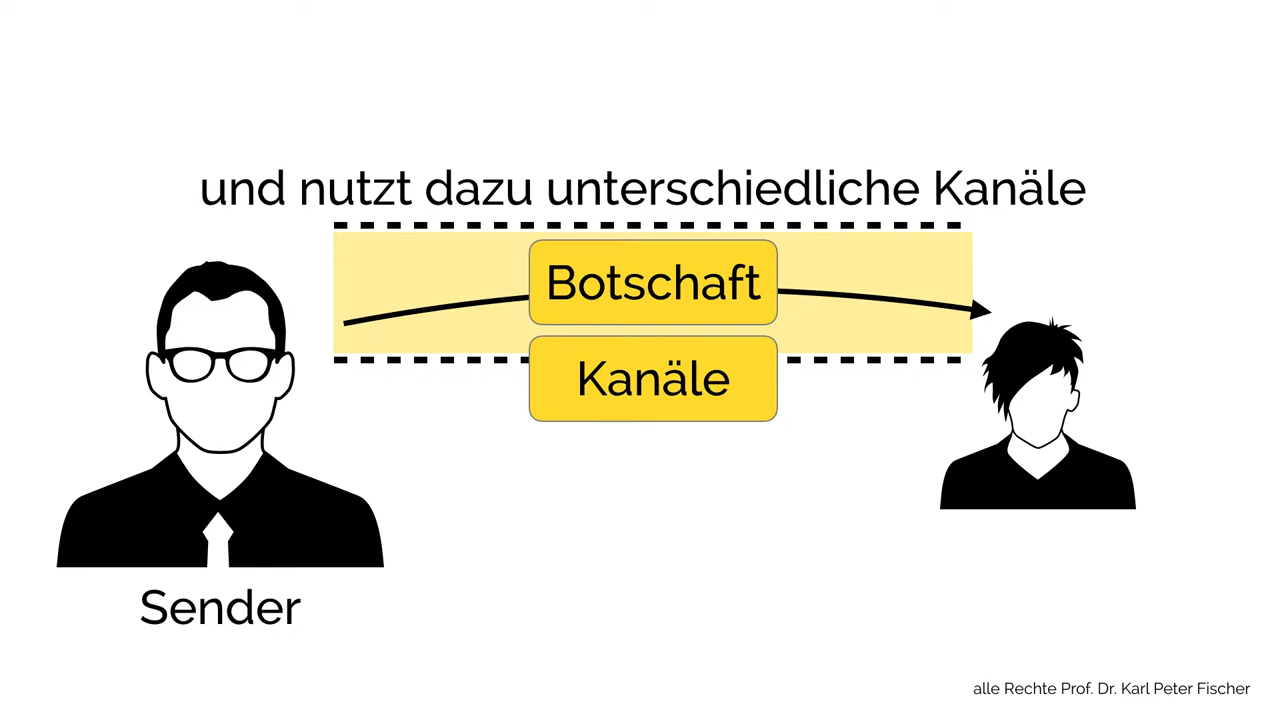 und nutzt dazu unterschiedliche Kanäle
Botschaft
Kanäle
Sender
alle Rechte Prof. Dr. Karl Peter Fischer